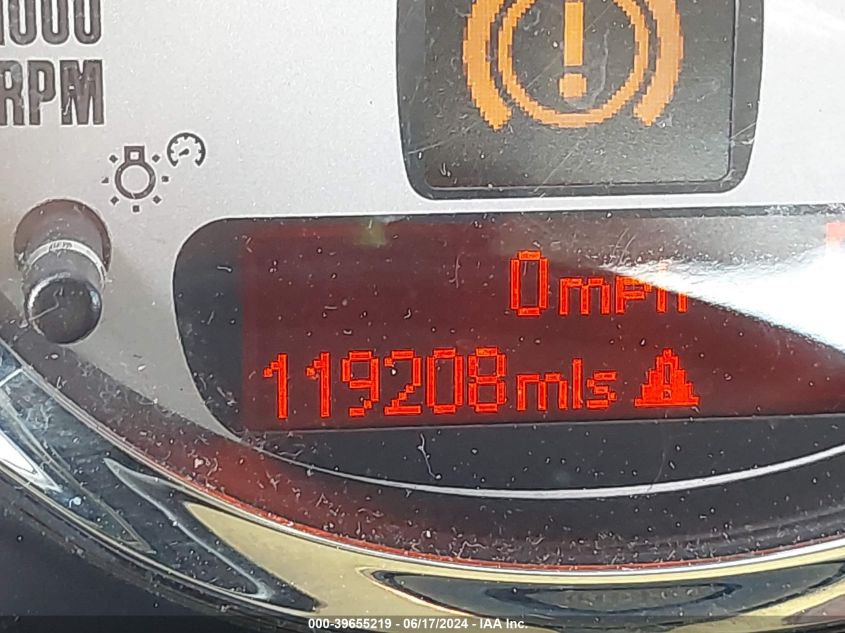 1000
RPM
!
0mph
119208mls
000-39655219 - 06/17/2024 - IAA Inc.